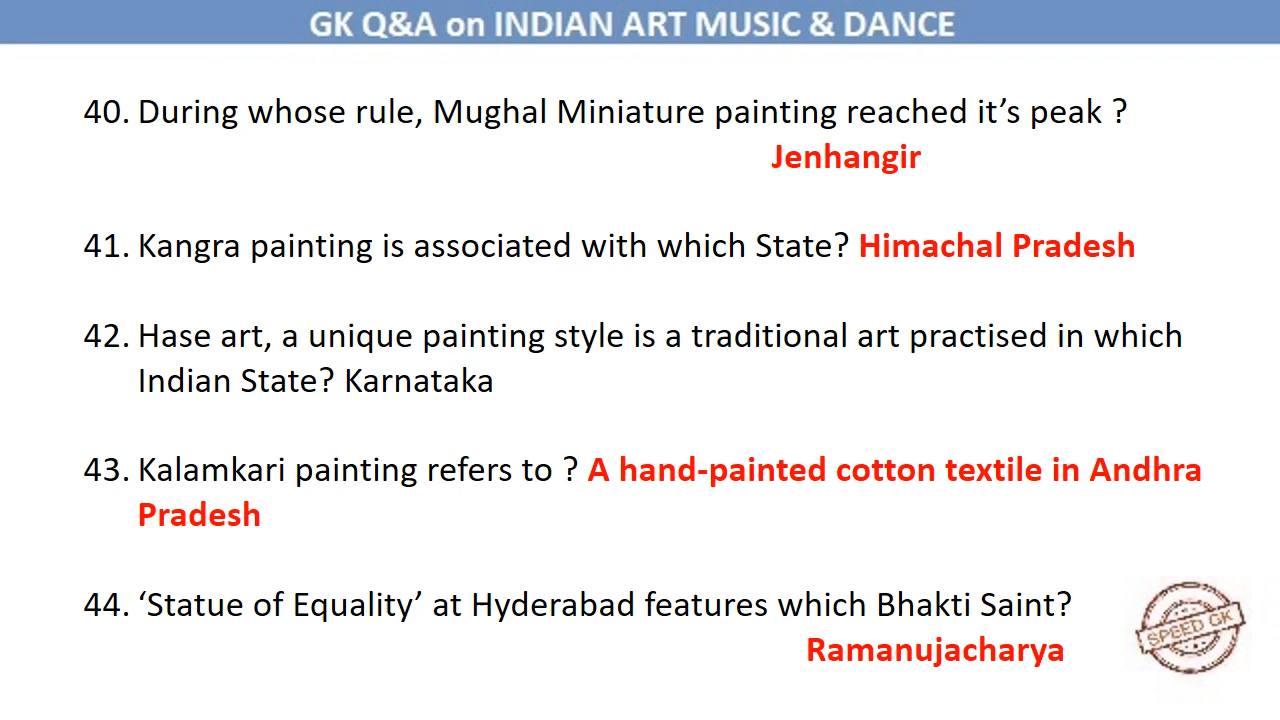 GK Q&A on INDIAN ART MUSIC & DANCE
40. During whose rule, Mughal Miniature painting reached it’s peak ?
Jenhangir
41. Kangra painting is associated with which State? Himachal Pradesh
42. Hase art, a unique painting style is a traditional art practised in which
Indian State? Karnataka
43. Kalamkari painting refers to ? A hand-painted cotton textile in Andhra
Pradesh
44. ‘Statue of Equality’ at Hyderabad features which Bhakti Saint?
Ramanujacharya
SPEED GK